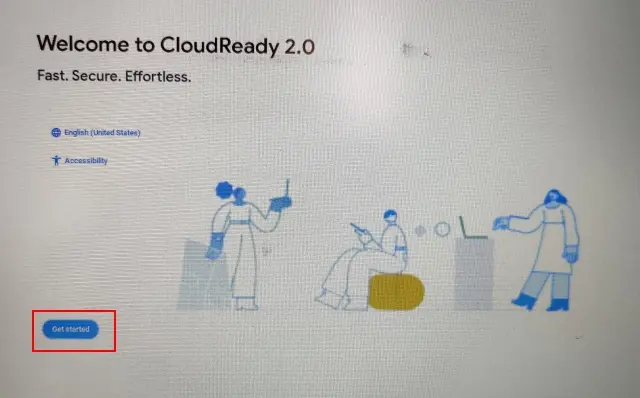 Welcome to CloudReady 2.0
Fast. Secure. Effortless.
English (United States)
Accessibility
Get started